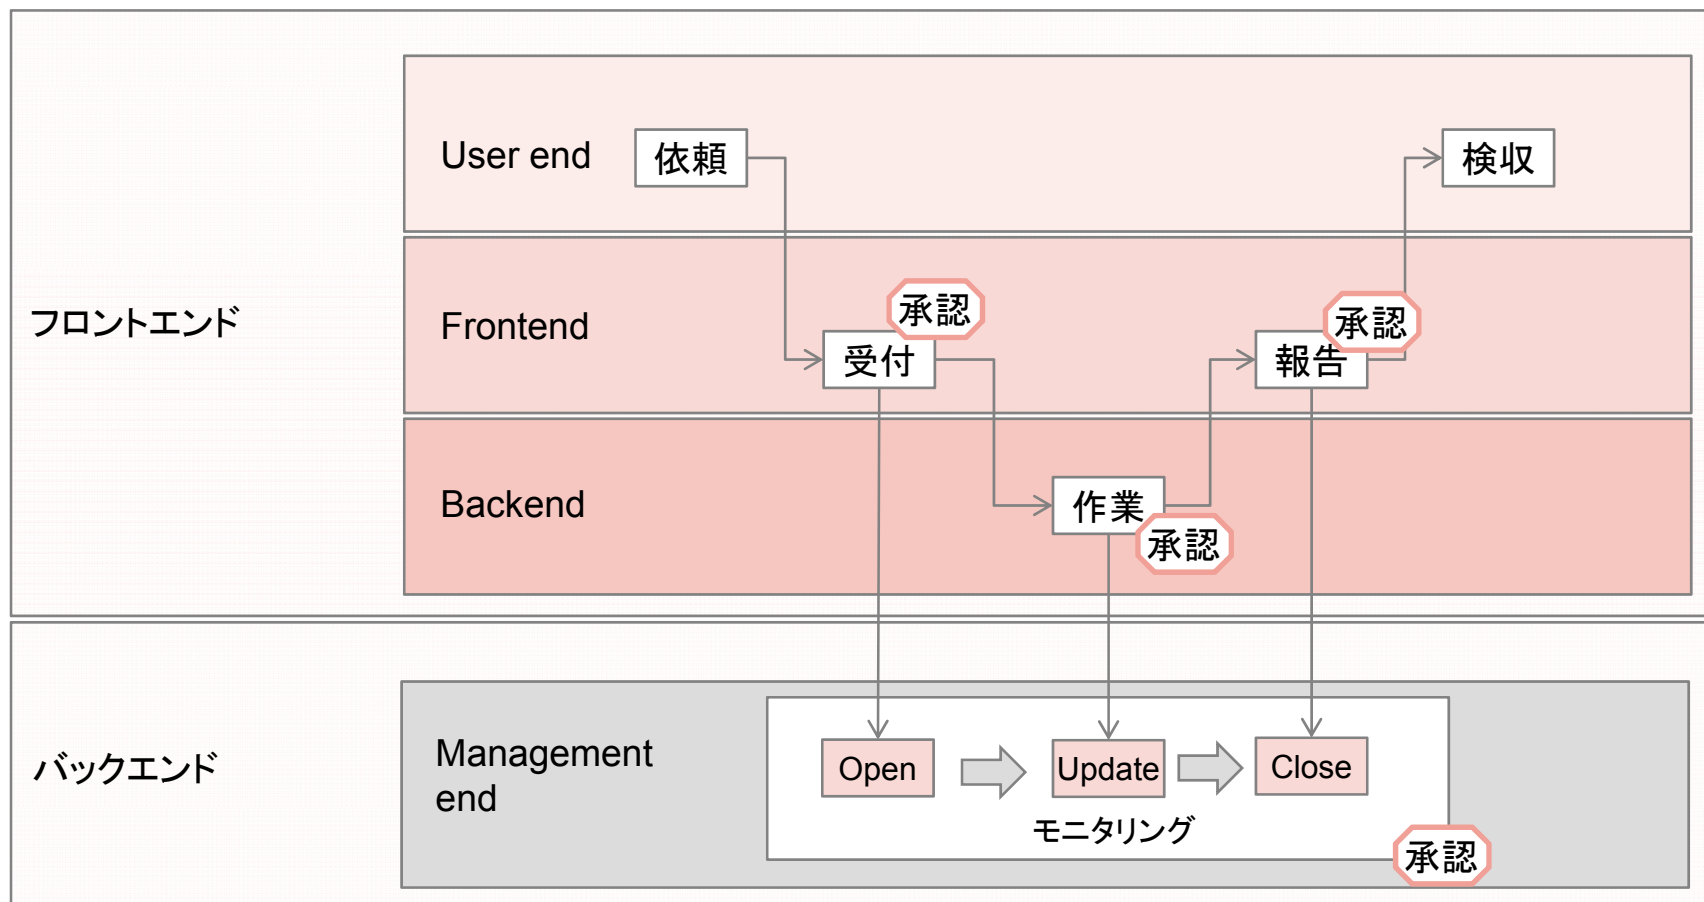 User end
依頼
検収
フロントエンド
Frontend
承認
受付
承認
報告
Backend
作業
承認
バックエンド
Management
end
Open
Update
Close
モニタリング
承認